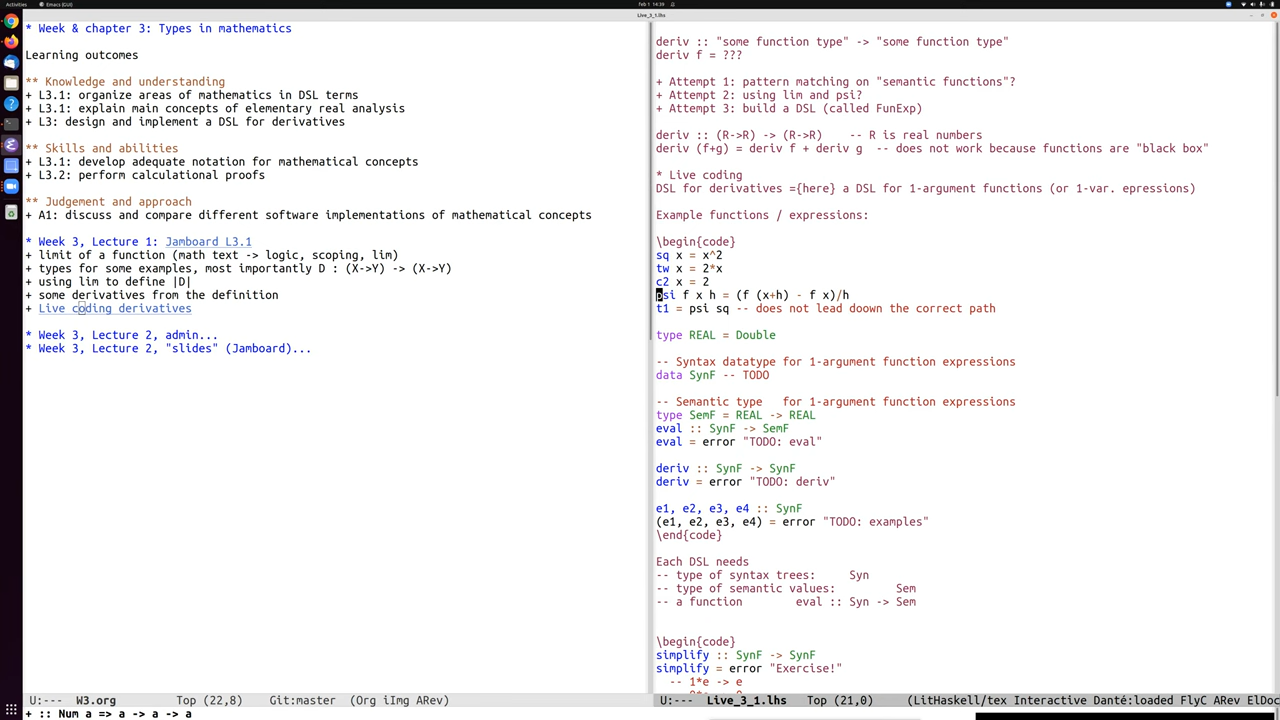 Activities
Emacs (GUI)
Feb 1 14:39
Live_3_1.lhs
* Week & chapter 3: Types in mathematics
Learning outcomes
** Knowledge and understanding
+ L3.1: organize areas of mathematics in DSL terms
+ L3.1: explain main concepts of elementary real analysis
+ L3: design and implement a DSL for derivatives
** Skills and abilities
+ L3.1: develop adequate notation for mathematical concepts
+ L3.2: perform calculational proofs
** Judgement and approach
+ A1: discuss and compare different software implementations of mathematical concepts
* Week 3, Lecture 1: Jamboard L3.1
+ limit of a function (math text -> logic, scoping, lim)
+ types for some examples, most importantly D : (X->Y) -> (X->Y)
+ using lim to define |D|
+ some derivatives from the definition
+ Live coding derivatives
* Week 3, Lecture 2, admin...
* Week 3, Lecture 2, "slides" (Jamboard)...
U:--- W3.org Top (22,8) Git:master (Org iImg ARev)
+ :: Num a => a -> a -> a
deriv :: "some function type" -> "some function type"
deriv f = ???
+ Attempt 1: pattern matching on "semantic functions"?
+ Attempt 2: using lim and psi?
+ Attempt 3: build a DSL (called FunExp)
deriv :: (R->R) -> (R->R) -- R is real numbers
deriv (f+g) = deriv f + deriv g -- does not work because functions are "black box"
* Live coding
DSL for derivatives ={here} a DSL for 1-argument functions (or 1-var. epressions)
Example functions / expressions:
\begin{code}
sq x = x^2
tw x = 2*x
c2 x = 2
psi f x h = (f (x+h) - f x)/h
t1 = psi sq -- does not lead doown the correct path
type REAL = Double
-- Syntax datatype for 1-argument function expressions
data SynF -- TODO
-- Semantic type for 1-argument function expressions
type SemF = REAL -> REAL
eval :: SynF -> SemF
eval = error "TODO: eval"
deriv :: SynF -> SynF
deriv = error "TODO: deriv"
e1, e2, e3, e4 :: SynF
(e1, e2, e3, e4) = error "TODO: examples"
\end{code}
Each DSL needs
-- type of syntax trees: Syn
-- type of semantic values: Sem
-- a function eval :: Syn -> Sem
\begin{code}
simplify :: SynF -> SynF
simplify = error "Exercise!"
-- 1*e -> e
U:--- Live_3_1.lhs Top (21,0) (LitHaskell/tex Interactive Danté:loaded FlyC ARev ElDoc